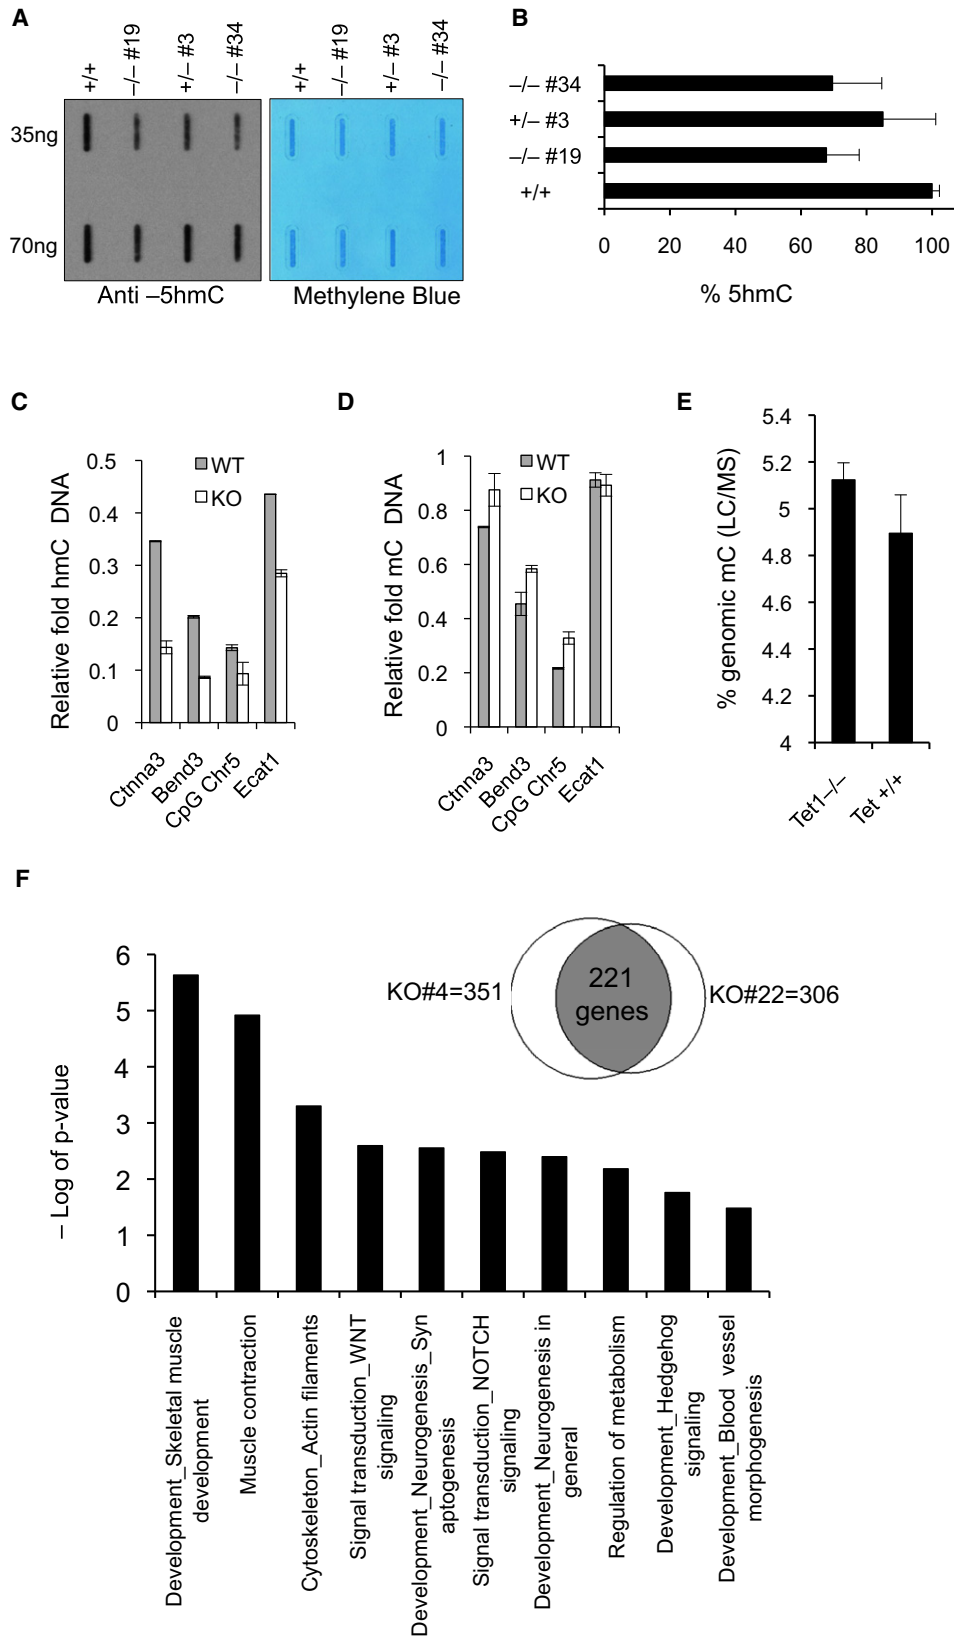 A
+/+
–/– #19
+/– #3
–/– #34
+/+
–/– #19
+/– #3
–/– #34
35ng
70ng
Anti –5hmC
Methylene Blue
B
–/– #34
+/– #3
–/– #19
+/+
0 20 40 60 80 100
% 5hmC
C
Relative fold hmC DNA
0.5
0.4
0.3
0.2
0.1
0
WT
KO
Ctnna3
Bend3
CpG Chr5
Ecat1
D
Relative fold mC DNA
1
0.8
0.6
0.4
0.2
0
WT
KO
Ctnna3
Bend3
CpG Chr5
Ecat1
E
% genomic mC (LC/MS)
5.4
5.2
5
4.8
4.6
4.4
4.2
4
Tet1–/–
Tet +/+
F
– Log of p-value
6
5
4
3
2
1
0
KO#4=351
221
genes
KO#22=306
Development_Skeletal muscle
development
Muscle contraction
Cytoskeleton_Actin filaments
Signal transduction_WNT
signaling
Development_Neurogenesis_Syn
aptogenesis
Signal transduction_NOTCH
signaling
Development_Neurogenesis in
general
Regulation of metabolism
Development_Hedgehog
signaling
Development_Blood vessel
morphogenesis